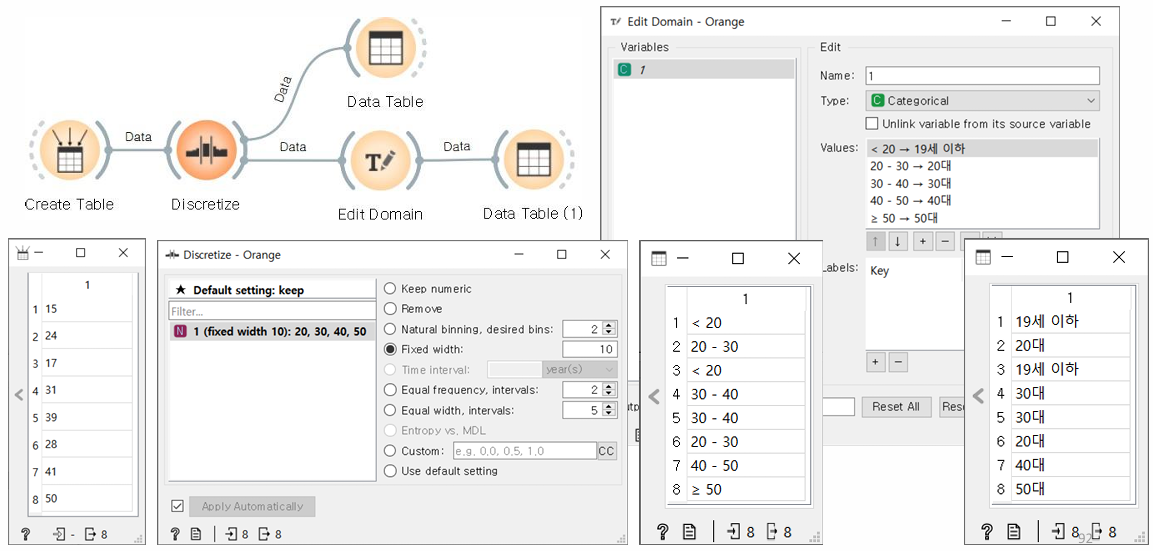 Data
Data Table
Data
Data
Data
Create Table
Discretize
Edit Domain
Data Table (1)
Edit Domain - Orange
Variables
C 1
Edit
Name: 1
Type: C Categorical
Unlink variable from its source variable
Values:
< 20 → 19세 이하
20 - 30 → 20대
30 - 40 → 30대
40 - 50 → 40대
≥ 50 → 50대
Labels:
Key
Reset All
1
1 15
2 24
3 17
4 31
5 39
6 28
7 41
8 50
? - 8
Discretize - Orange
★ Default setting: keep
Filter...
N 1 (fixed width 10): 20, 30, 40, 50
Keep numeric
Remove
Natural binning, desired bins: 2
Fixed width: 10
Time interval: year(s)
Equal frequency, intervals: 2
Equal width, intervals: 5
Entropy vs. MDL
Custom: e.g. 0.0, 0.5, 1.0 CC
Use default setting
Apply Automatically
? 8 8
1
1 < 20
2 20 - 30
3 < 20
4 30 - 40
5 30 - 40
6 20 - 30
7 40 - 50
8 ≥ 50
? 8 8
1
1 19세 이하
2 20대
3 19세 이하
4 30대
5 30대
6 20대
7 40대
8 50대
? 8 8
92